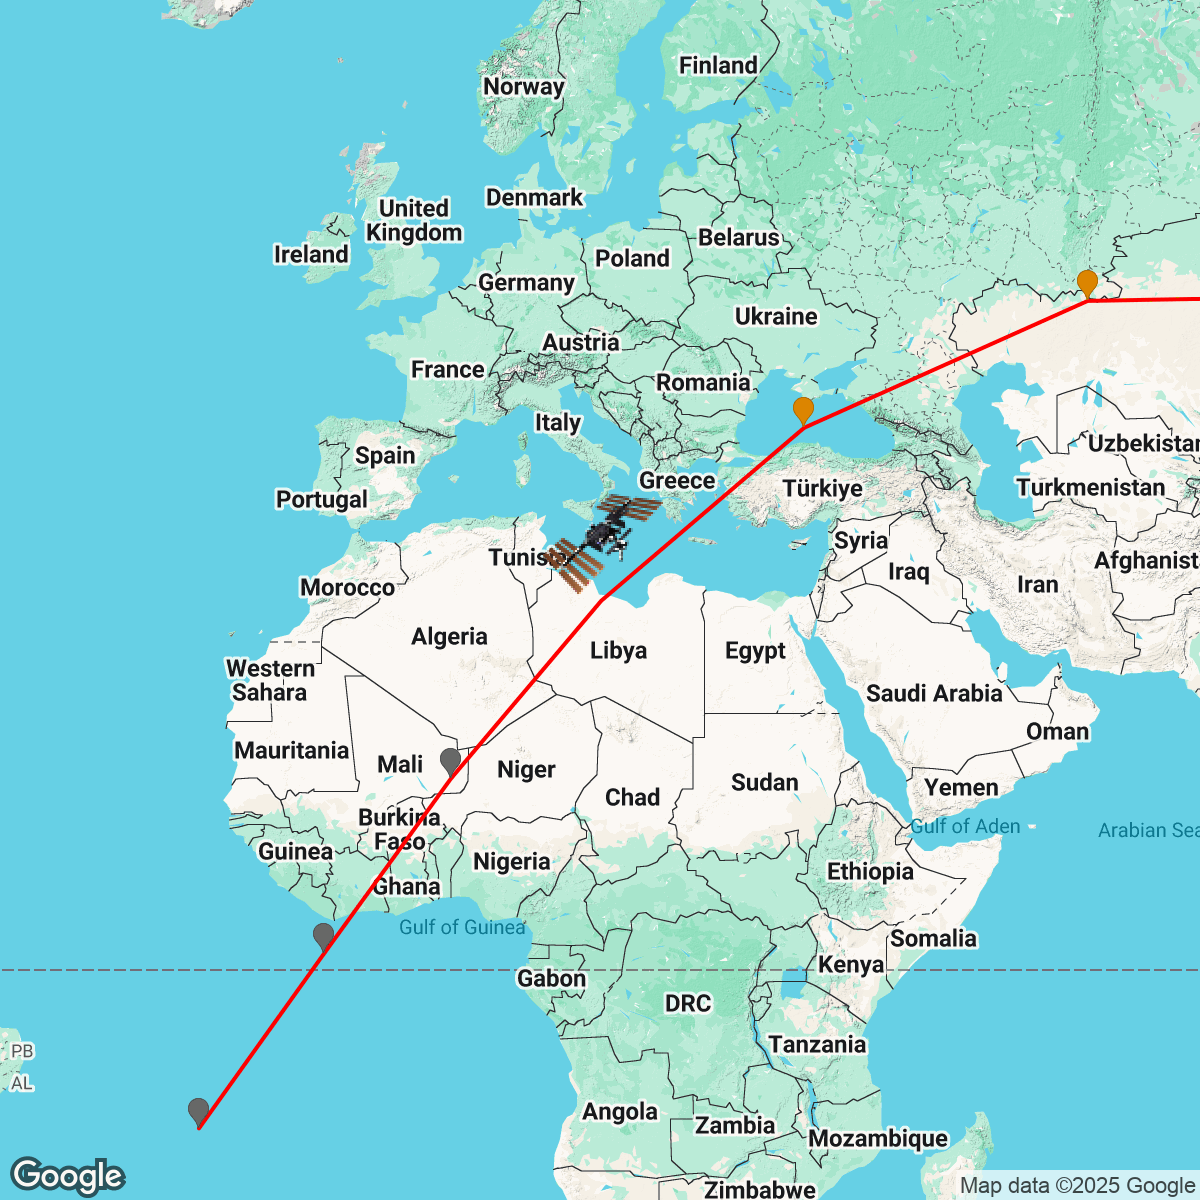 Finland
Norway
Denmark
United
Kingdom
Ireland
Belarus
Poland
Germany
Ukraine
Austria
France
Romania
Italy
Spain
Uzbekistan
Greece
Türkiye
Turkmenistan
Portugal
Syria
Tunis
Afghanist
Iraq
Iran
Morocco
Algeria
Libya
Egypt
Western
Sahara
Saudi Arabia
Oman
Mauritania
Mali
Niger
Sudan
Yemen
Chad
Burkina
Faso
Gulf of Aden
Arabian Sea
Guinea
Nigeria
Ethiopia
Ghana
Gulf of Guinea
Somalia
Kenya
Gabon
DRC
PB
Tanzania
AL
Angola
Zambia
Mozambique
Google
Zimbabwe
Map data ©2025 Google